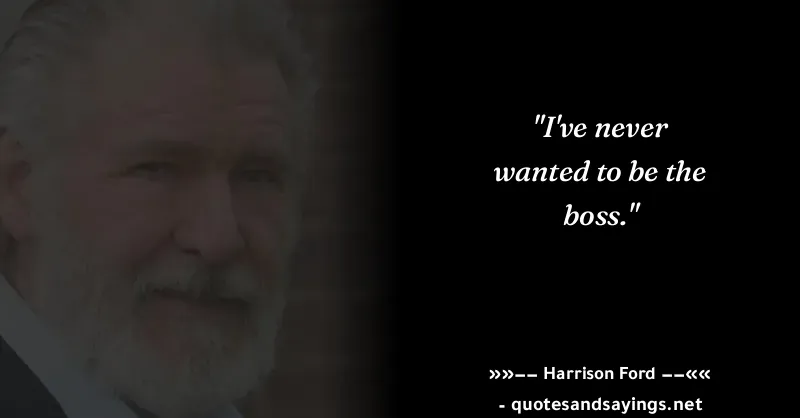 "I've never
wanted to be the
boss."
»»–– Harrison Ford ––««
- quotesandsayings.net